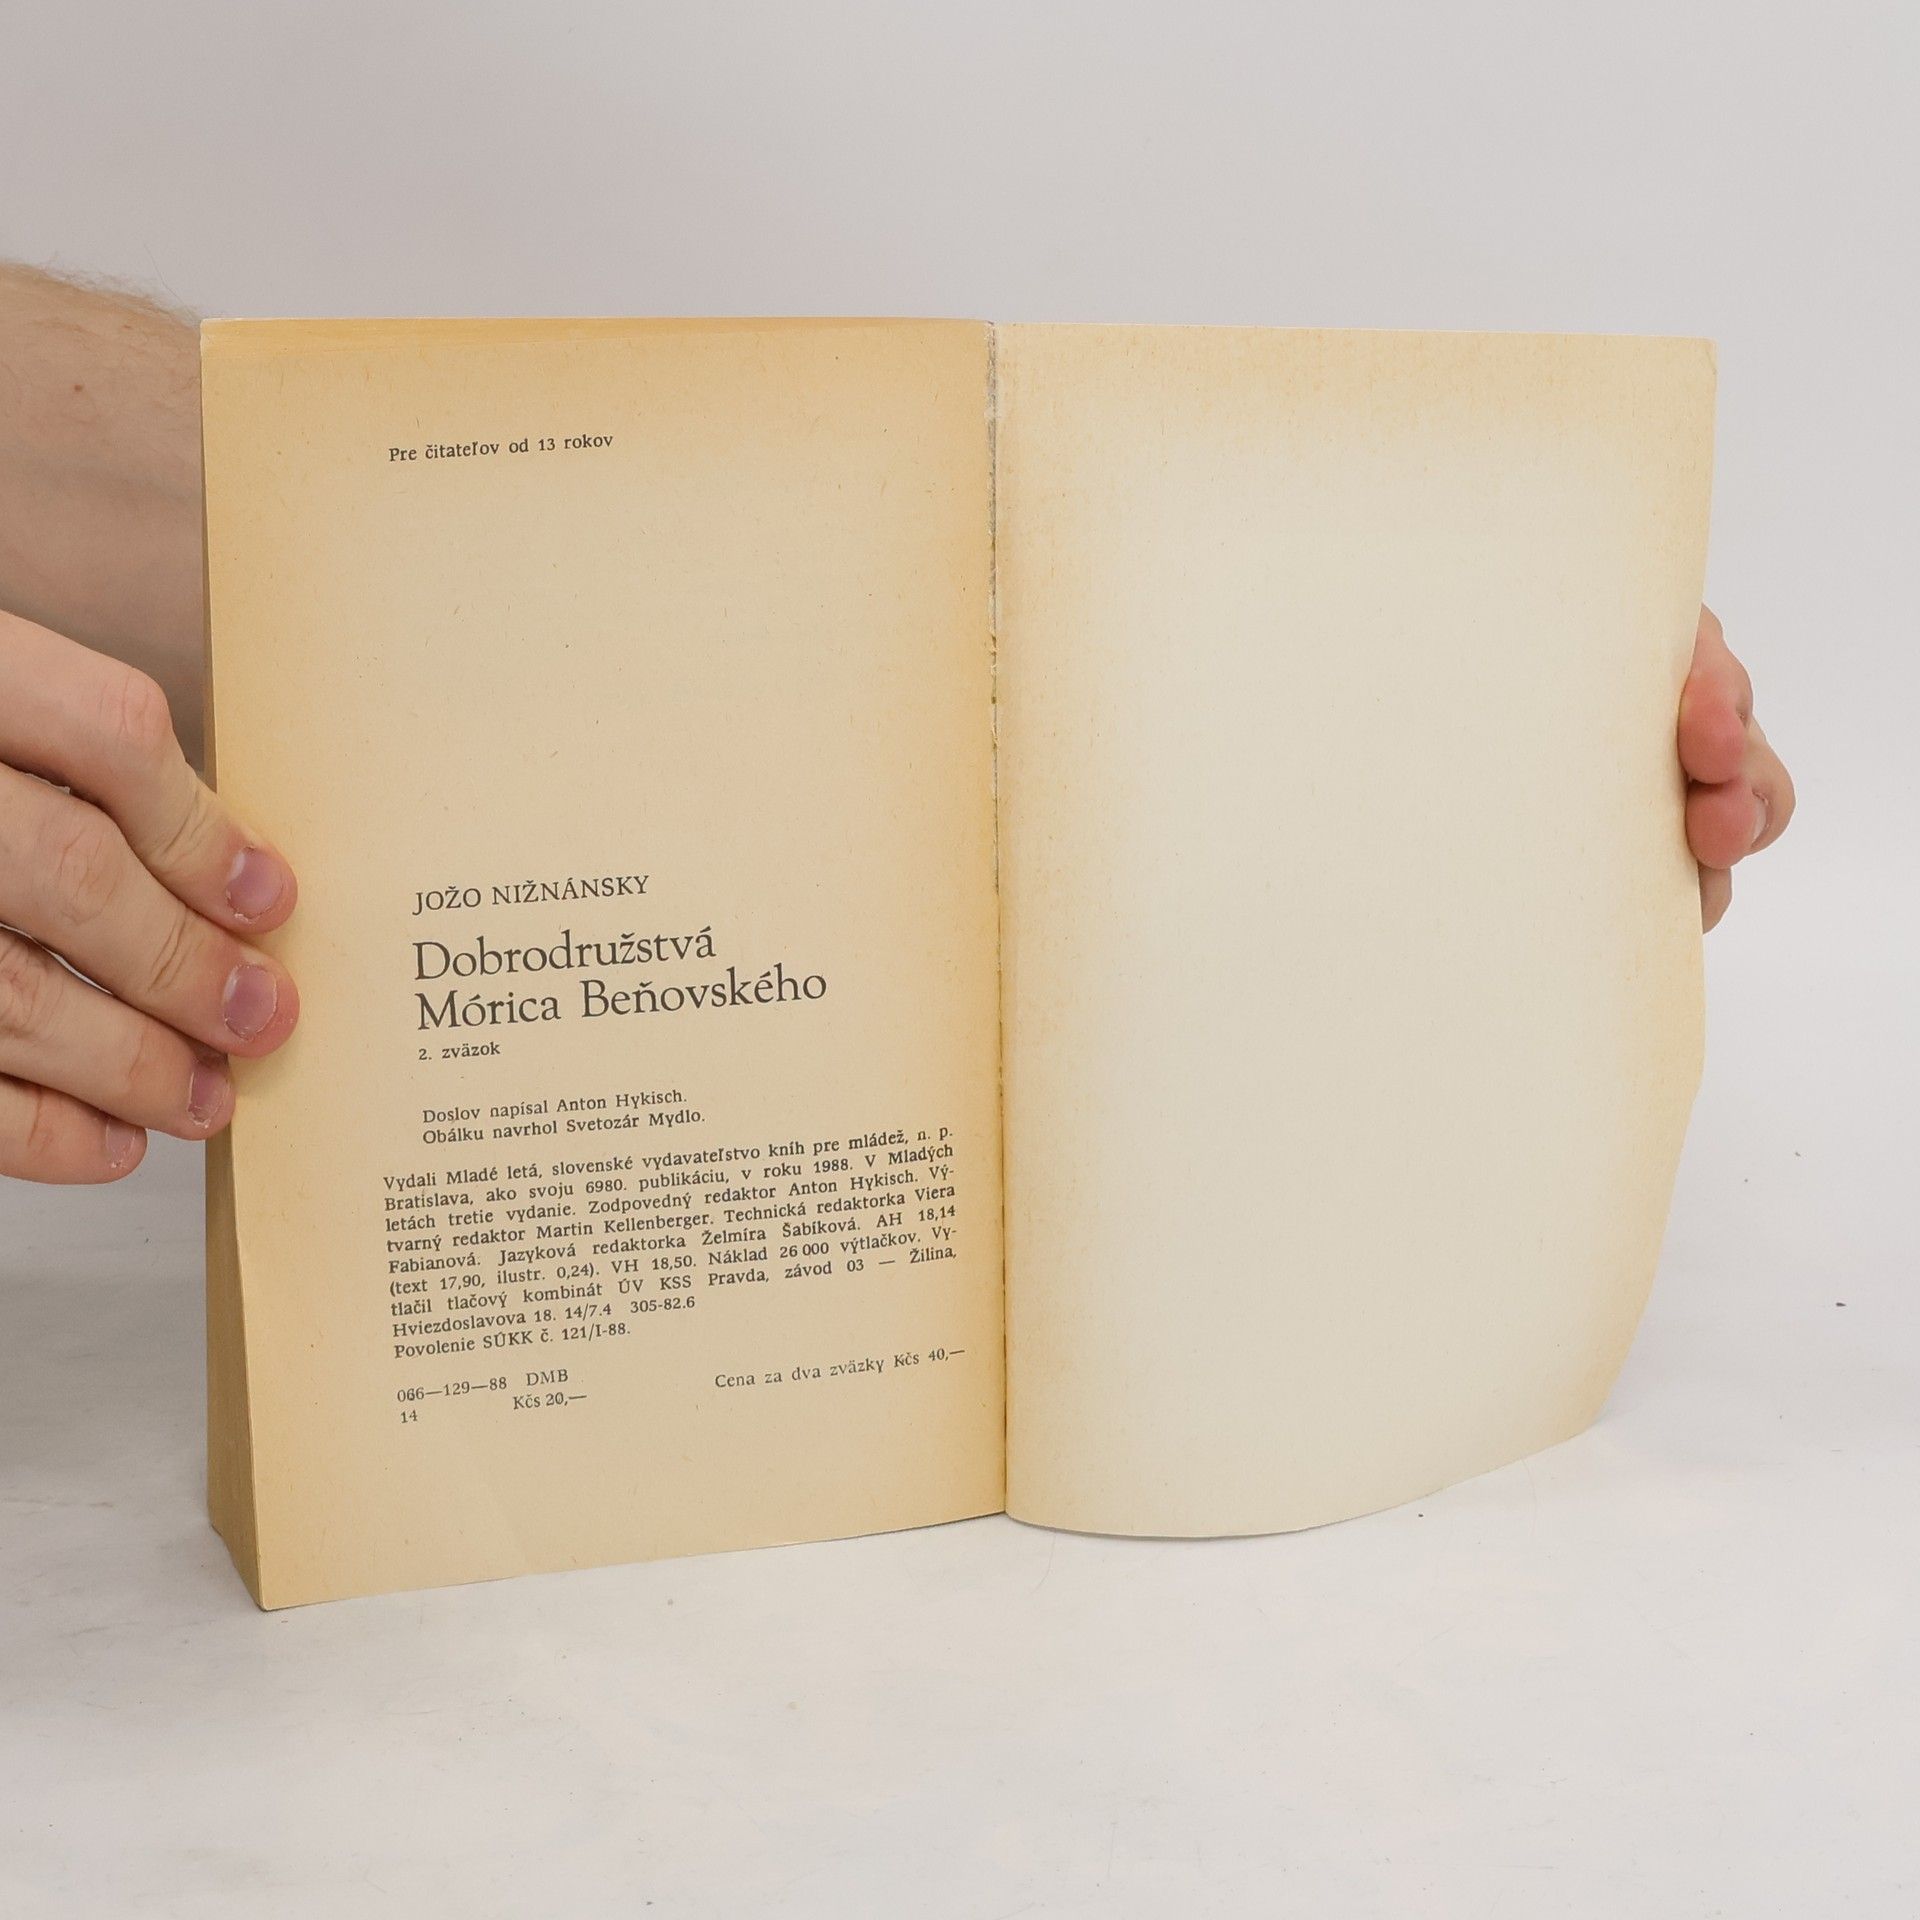 Pre čitateľov od 13 rokov
JOŽO NIŽNÁNSKY
Dobrodružstvá
Mórica Beňovského
2. zväzok
Doslov napísal Anton Hykisch.
Obálku navrhol Svetozár Mydlo.
Vydali Mladé letá, slovenské vydavateľstvo kníh pre mládež, n. p.
Bratislava, ako svoju 6980. publikáciu, v roku 1988. V Mladých
letách tretie vydanie. Zodpovedný redaktor Anton Hykisch. Vý-
tvarný redaktor Martin Kellenberger. Technická redaktorka Viera
Fabianová. Jazyková redaktorka Želmíra Šabíková. AH 18,14
(text 17,90, ilustr. 0,24). VH 18,50. Náklad 26 000 výtlačkov. Vy-
tlačil tlačový kombinát ÚV KSS Pravda, závod 03 — Žilina,
Hviezdoslavova 18. 14/7.4 305-82.6
Povolenie SÚKK č. 121/I-88.
066—129—88 DMB
14 Kčs 20,—
Cena za dva zväzky Kčs 40,—